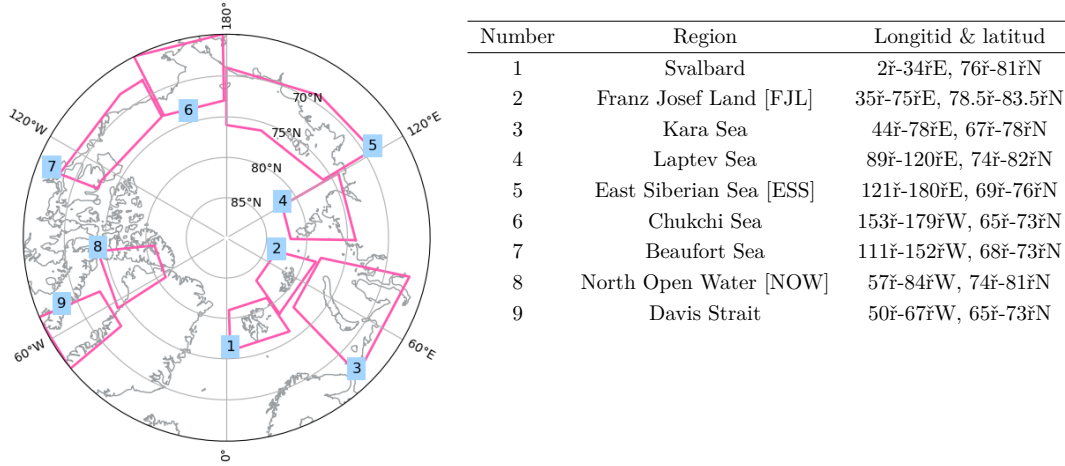 180°
120°W
120°E
70°N
75°N
80°N
85°N
60°W
60°E
0°
1
2
3
4
5
6
7
8
9
Number Region Longitid & latitud
1 Svalbard 2ř-34řE, 76ř-81řN
2 Franz Josef Land [FJL] 35ř-75řE, 78.5ř-83.5řN
3 Kara Sea 44ř-78řE, 67ř-78řN
4 Laptev Sea 89ř-120řE, 74ř-82řN
5 East Siberian Sea [ESS] 121ř-180řE, 69ř-76řN
6 Chukchi Sea 153ř-179řW, 65ř-73řN
7 Beaufort Sea 111ř-152řW, 68ř-73řN
8 North Open Water [NOW] 57ř-84řW, 74ř-81řN
9 Davis Strait 50ř-67řW, 65ř-73řN